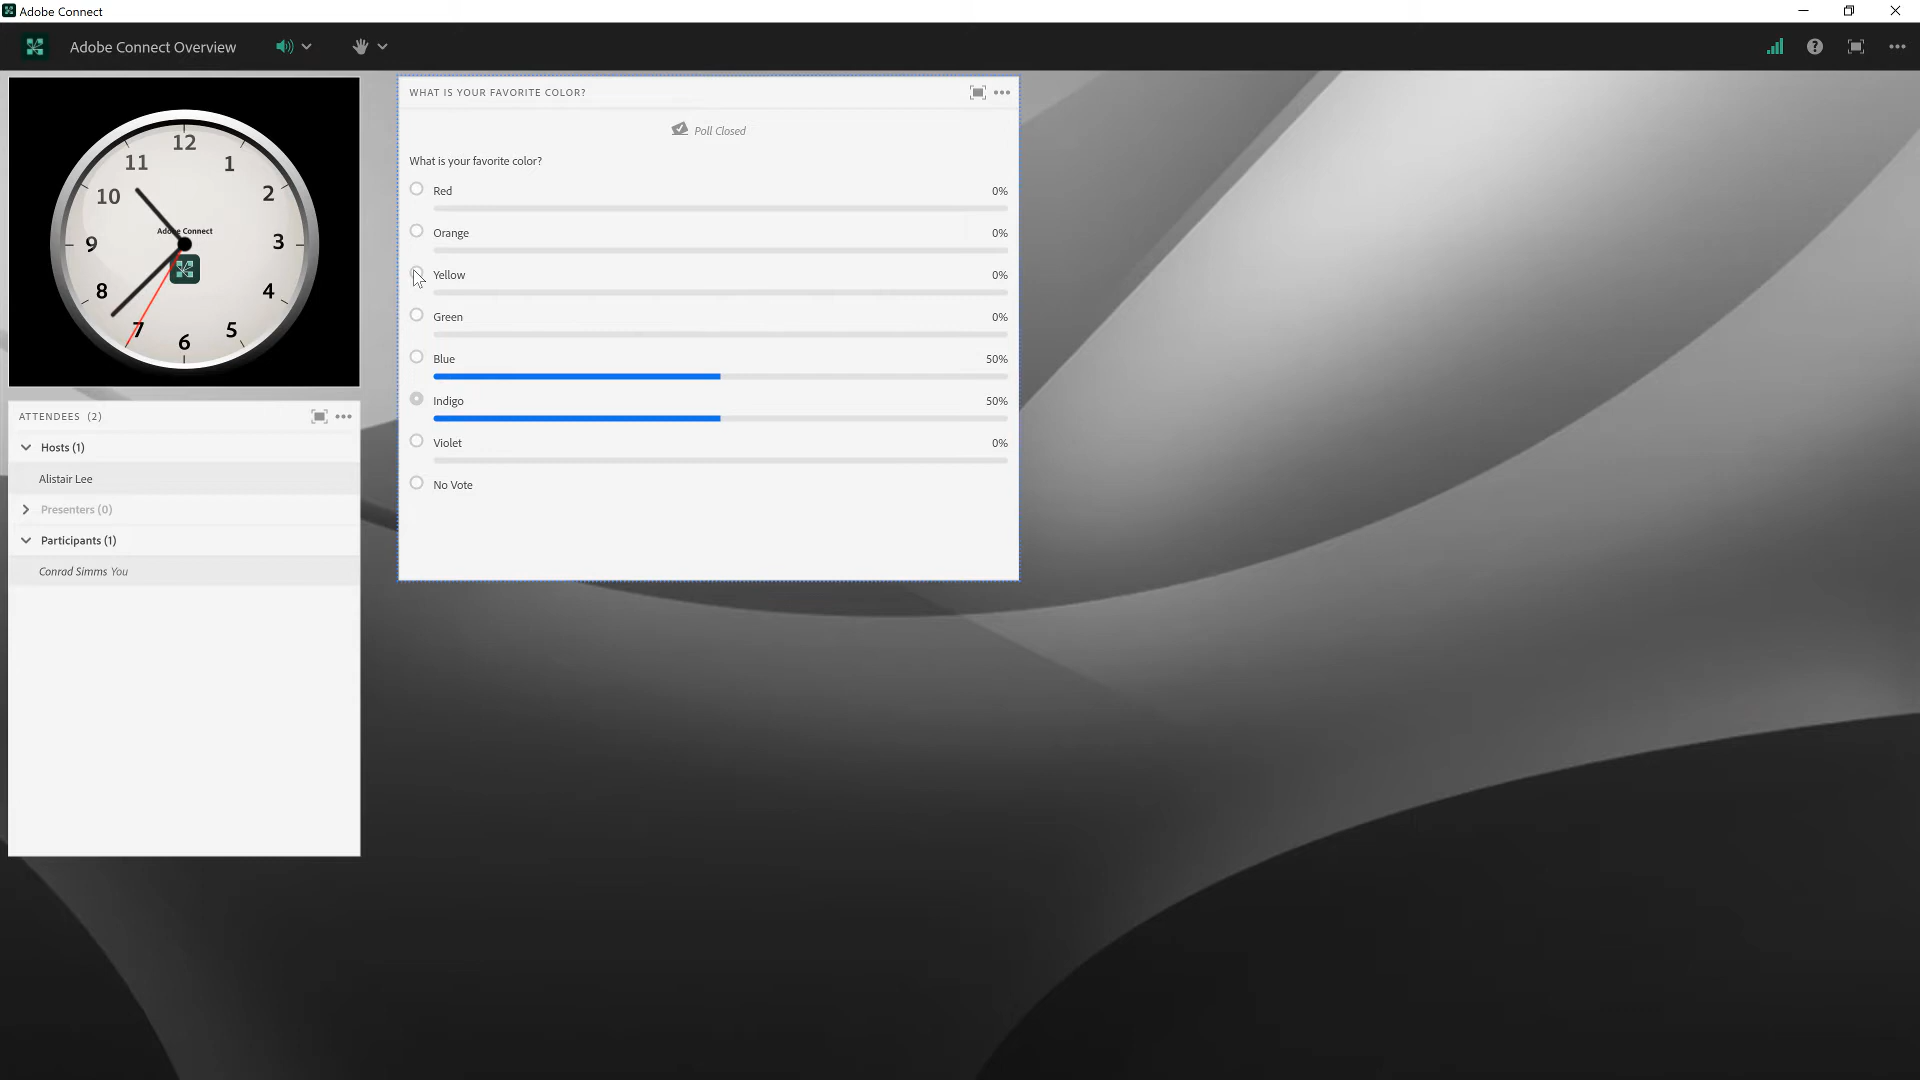 Adobe Connect
Adobe Connect Overview
12
11
1
10
2
Adobe Connect
9
3
8
4
7
5
6
ATTENDEES (2)
Hosts (1)
Alistair Lee
Presenters (0)
Participants (1)
Conrad Simms You
WHAT IS YOUR FAVORITE COLOR?
Poll Closed
What is your favorite color?
Red 0%
Orange 0%
Yellow 0%
Green 0%
Blue 50%
Indigo 50%
Violet 0%
No Vote